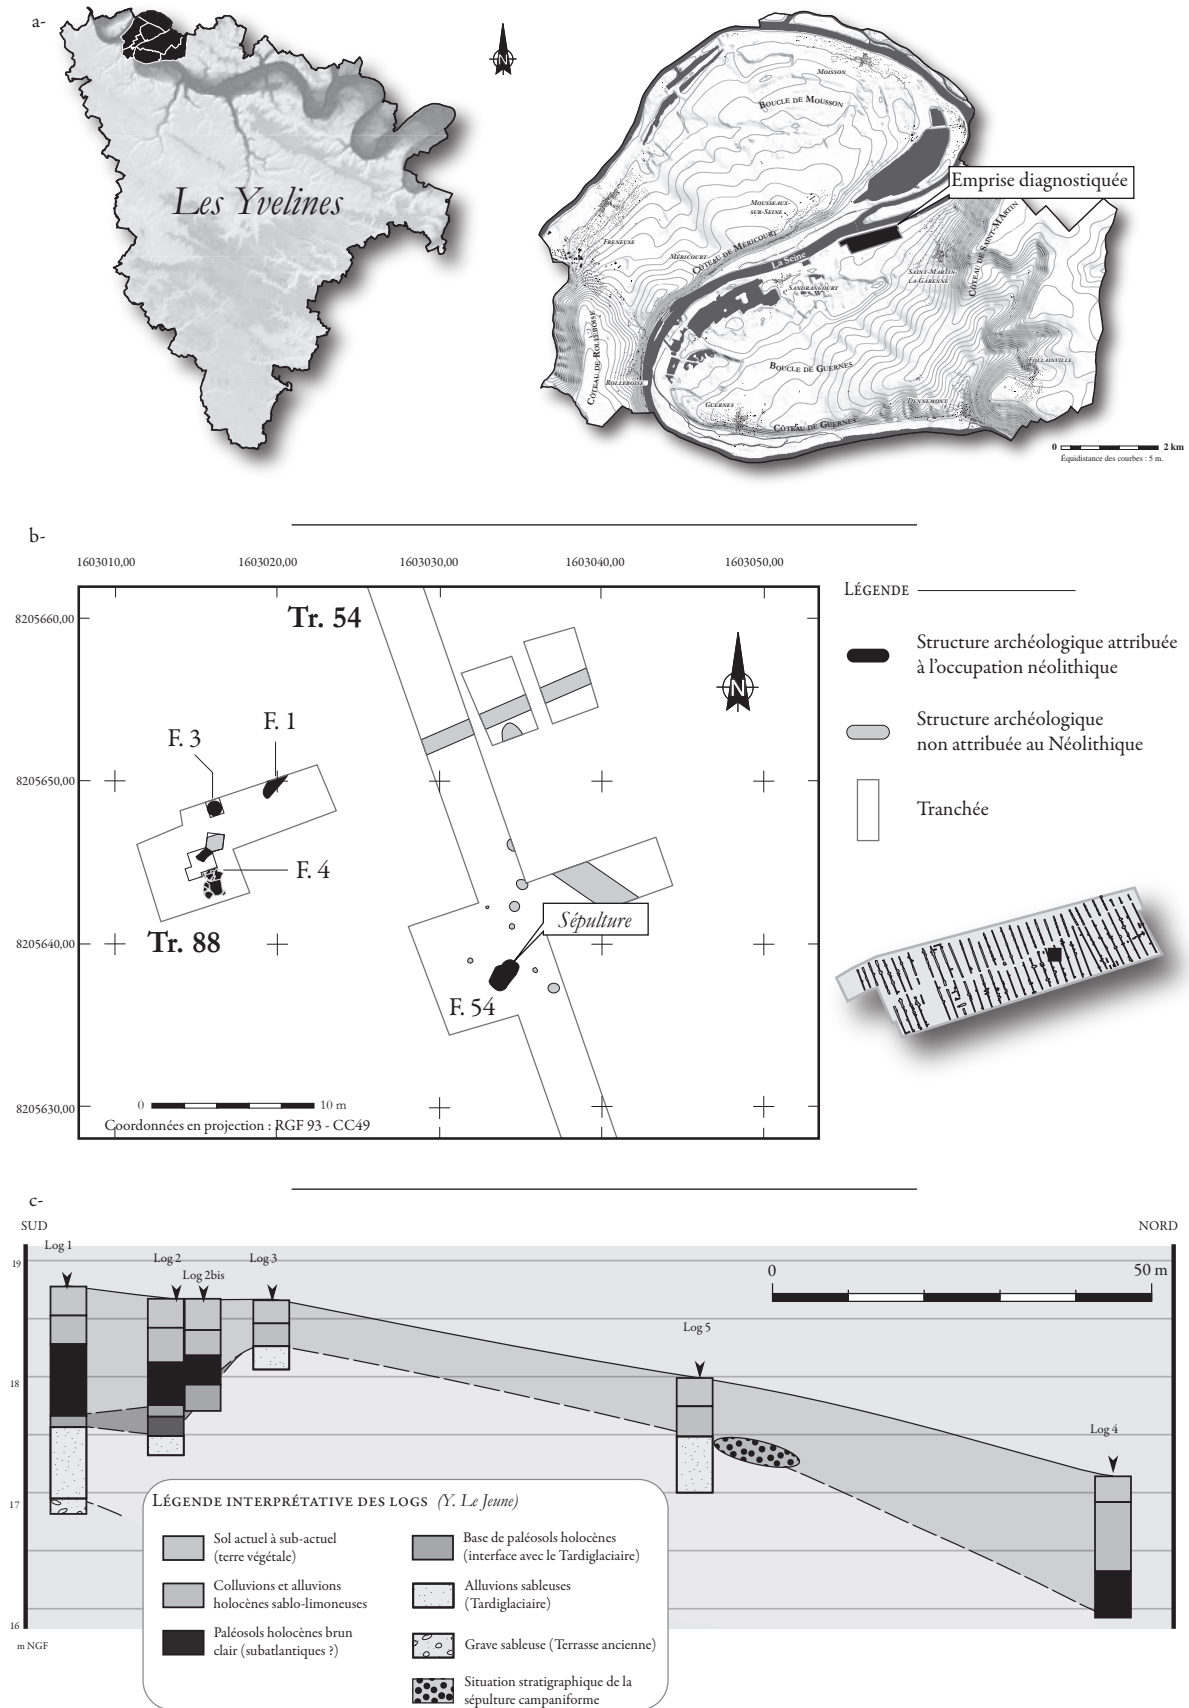 a-
N
Les Yvelines
Moisson
Boucle de Mousson
Emprise diagnostiquée
Mousseaux-
sur-Seine
Freneuse
Méricourt
Côteau de Méricourt
La Seine
Côteau de Saint-Martin
Saint-Martin-
la-Garenne
Sandrancourt
Côteau de Rolleboise
Rolleboise
Boucle de Guernes
Follainville
Guernes
Dennemont
Côteau de Guernes
0 2 km
Équidistance des courbes : 5 m.
b-
1603010,00 1603020,00 1603030,00 1603040,00 1603050,00
8205660,00
8205650,00
8205640,00
8205630,00
Tr. 54
N
F. 1
F. 3
F. 4
Tr. 88
Sépulture
F. 54
0 10 m
Coordonnées en projection : RGF 93 - CC49
Légende
Structure archéologique attribuée
à l'occupation néolithique
Structure archéologique
non attribuée au Néolithique
Tranchée
c-
SUD NORD
Log 1
Log 2
Log 2bis
Log 3
Log 5
Log 4
0 50 m
19
18
17
16
m NGF
Légende interprétative des logs (Y. Le Jeune)
Sol actuel à sub-actuel
(terre végétale)
Colluvions et alluvions
holocènes sablo-limoneuses
Paléosols holocènes brun
clair (subatlantiques ?)
Base de paléosols holocènes
(interface avec le Tardiglaciaire)
Alluvions sableuses
(Tardiglaciaire)
Grave sableuse (Terrasse ancienne)
Situation stratigraphique de la
sépulture campaniforme